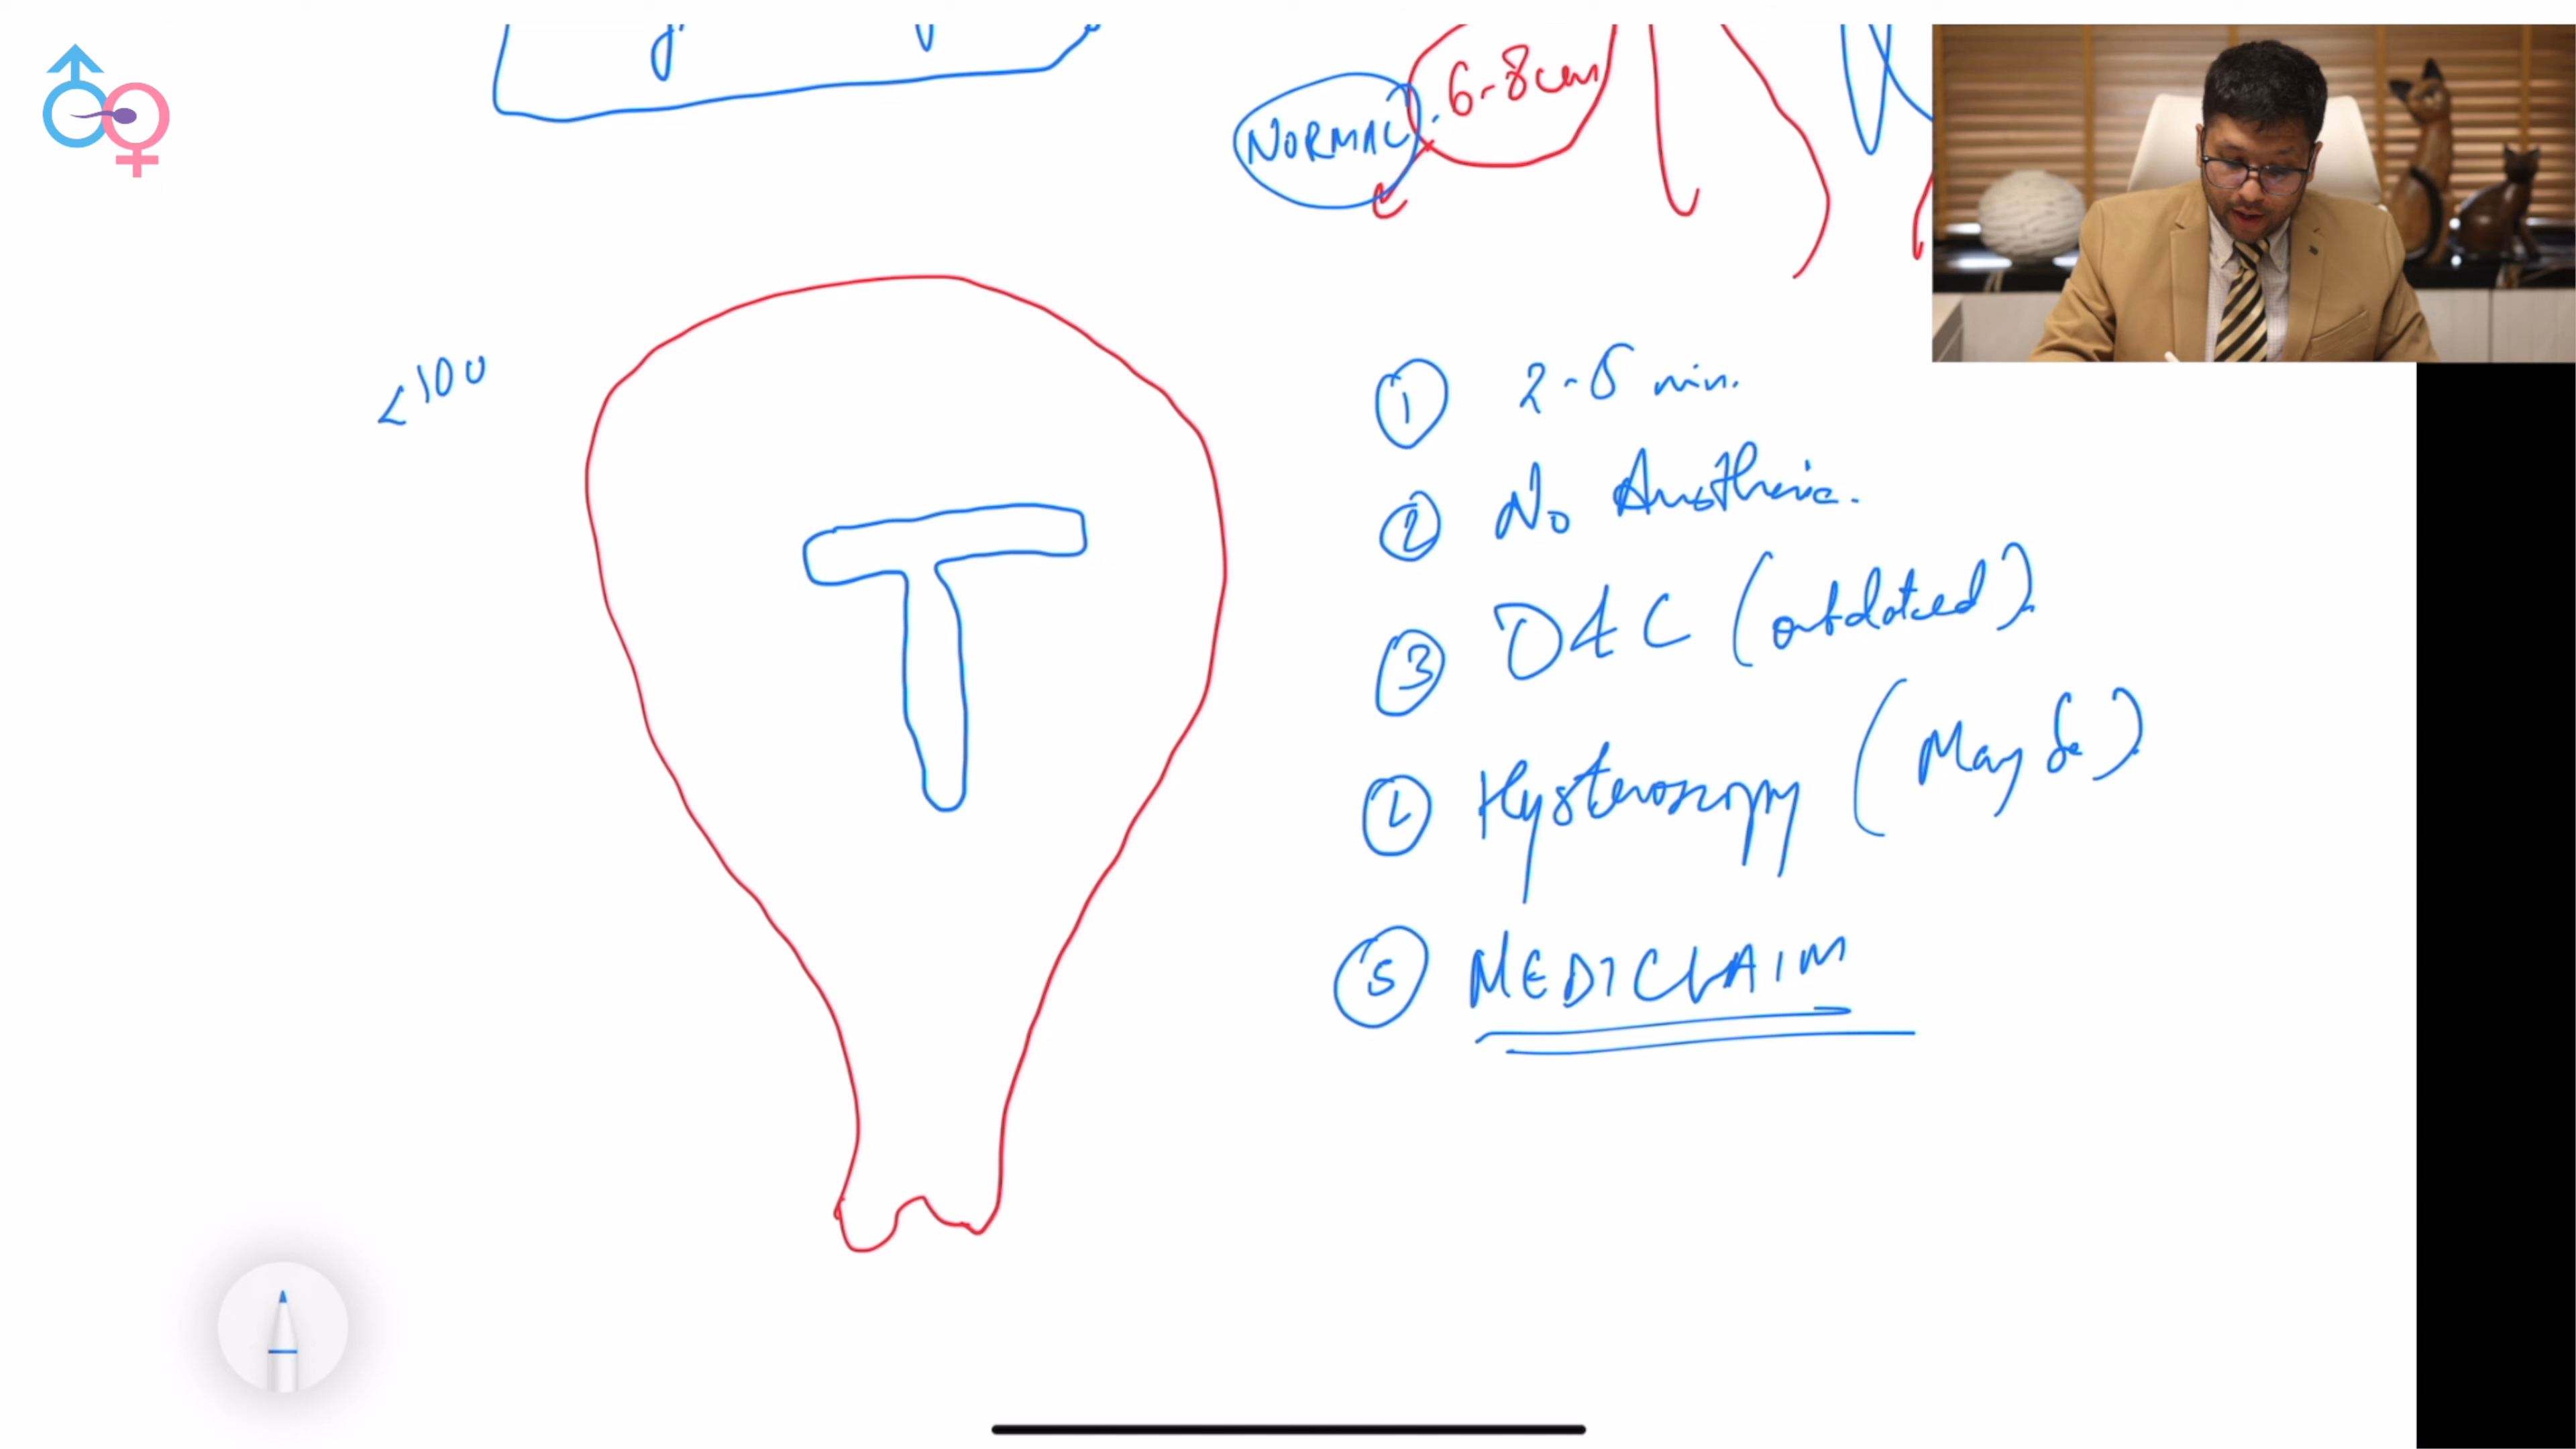 6-8cm
NORMAL
<100
① 2-5 min.
② No Anesthesia.
③ D&C (outdated)
④ Hysteroscopy (May be)
⑤ MEDICLAIM